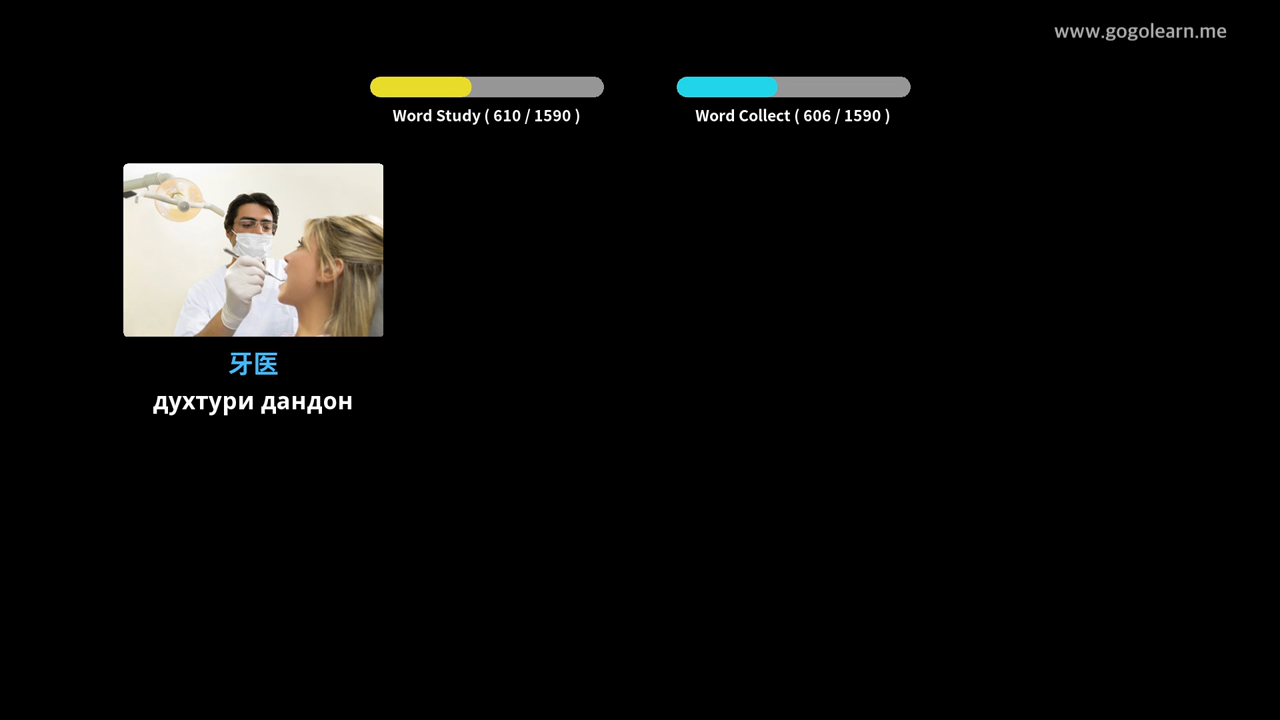 www.gogolearn.me
Word Study ( 610 / 1590 )
Word Collect ( 606 / 1590 )
牙医
духтури дандон